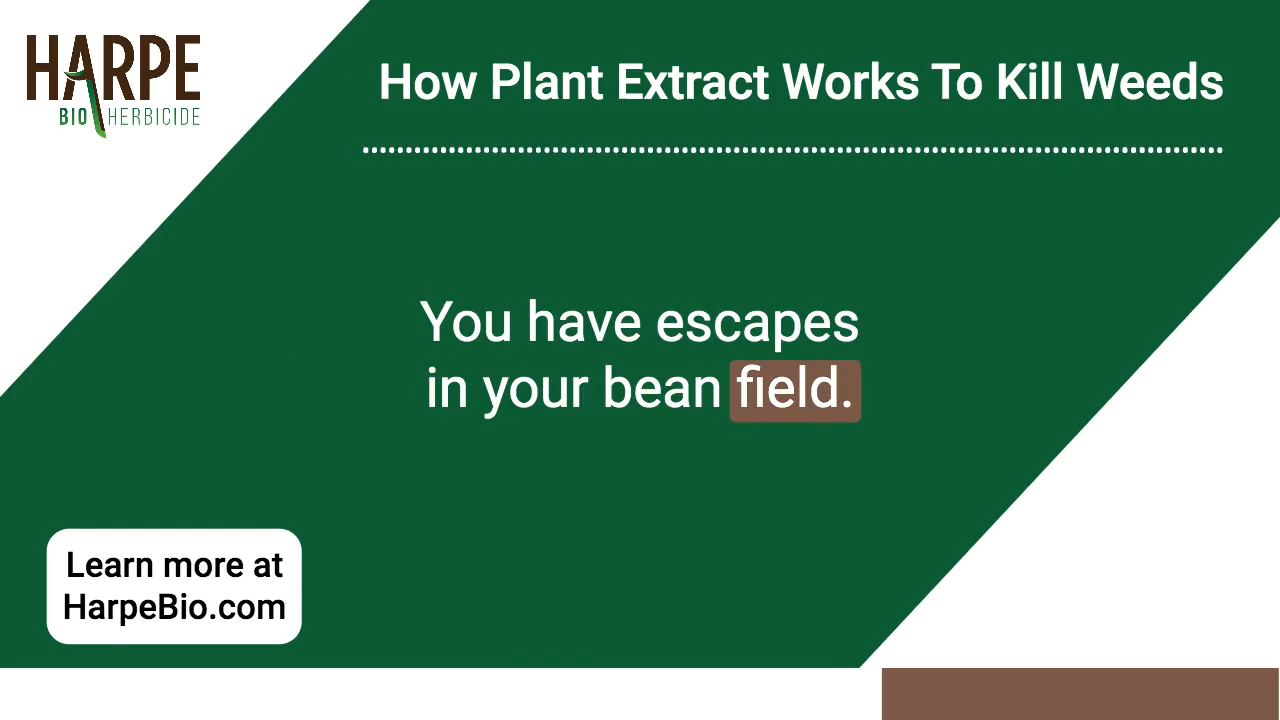 HARPE
BIO HERBICIDE
How Plant Extract Works To Kill Weeds
You have escapes
in your bean field.
Learn more at
HarpeBio.com